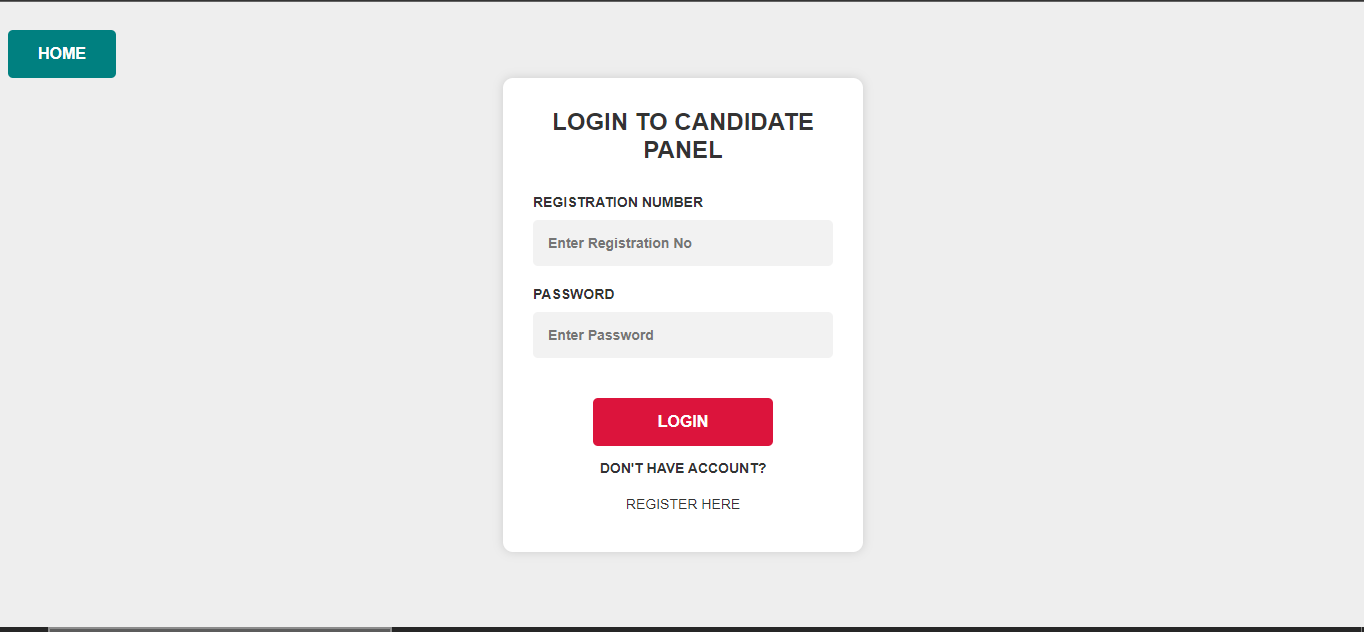 HOME
LOGIN TO CANDIDATE
PANEL
REGISTRATION NUMBER
Enter Registration No
PASSWORD
Enter Password
LOGIN
DON'T HAVE ACCOUNT?
REGISTER HERE